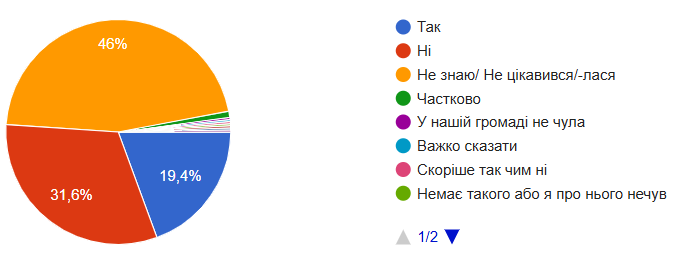 46%
31,6%
19,4%
Так
Ні
Не знаю/ Не цікавився/-лася
Частково
У нашій громаді не чула
Важко сказати
Скоріше так чим ні
Немає такого або я про нього нечув
1/2